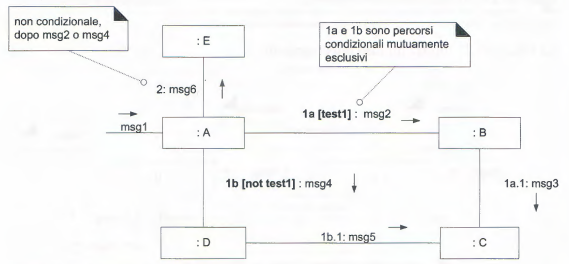 non condizionale,
dopo msg2 o msg4
: E
1a e 1b sono percorsi
condizionali mutuamente
esclusivi
2: msg6
msg1
: A
1a [test1] : msg2
: B
1b [not test1] : msg4
1a.1: msg3
: D
1b.1: msg5
: C